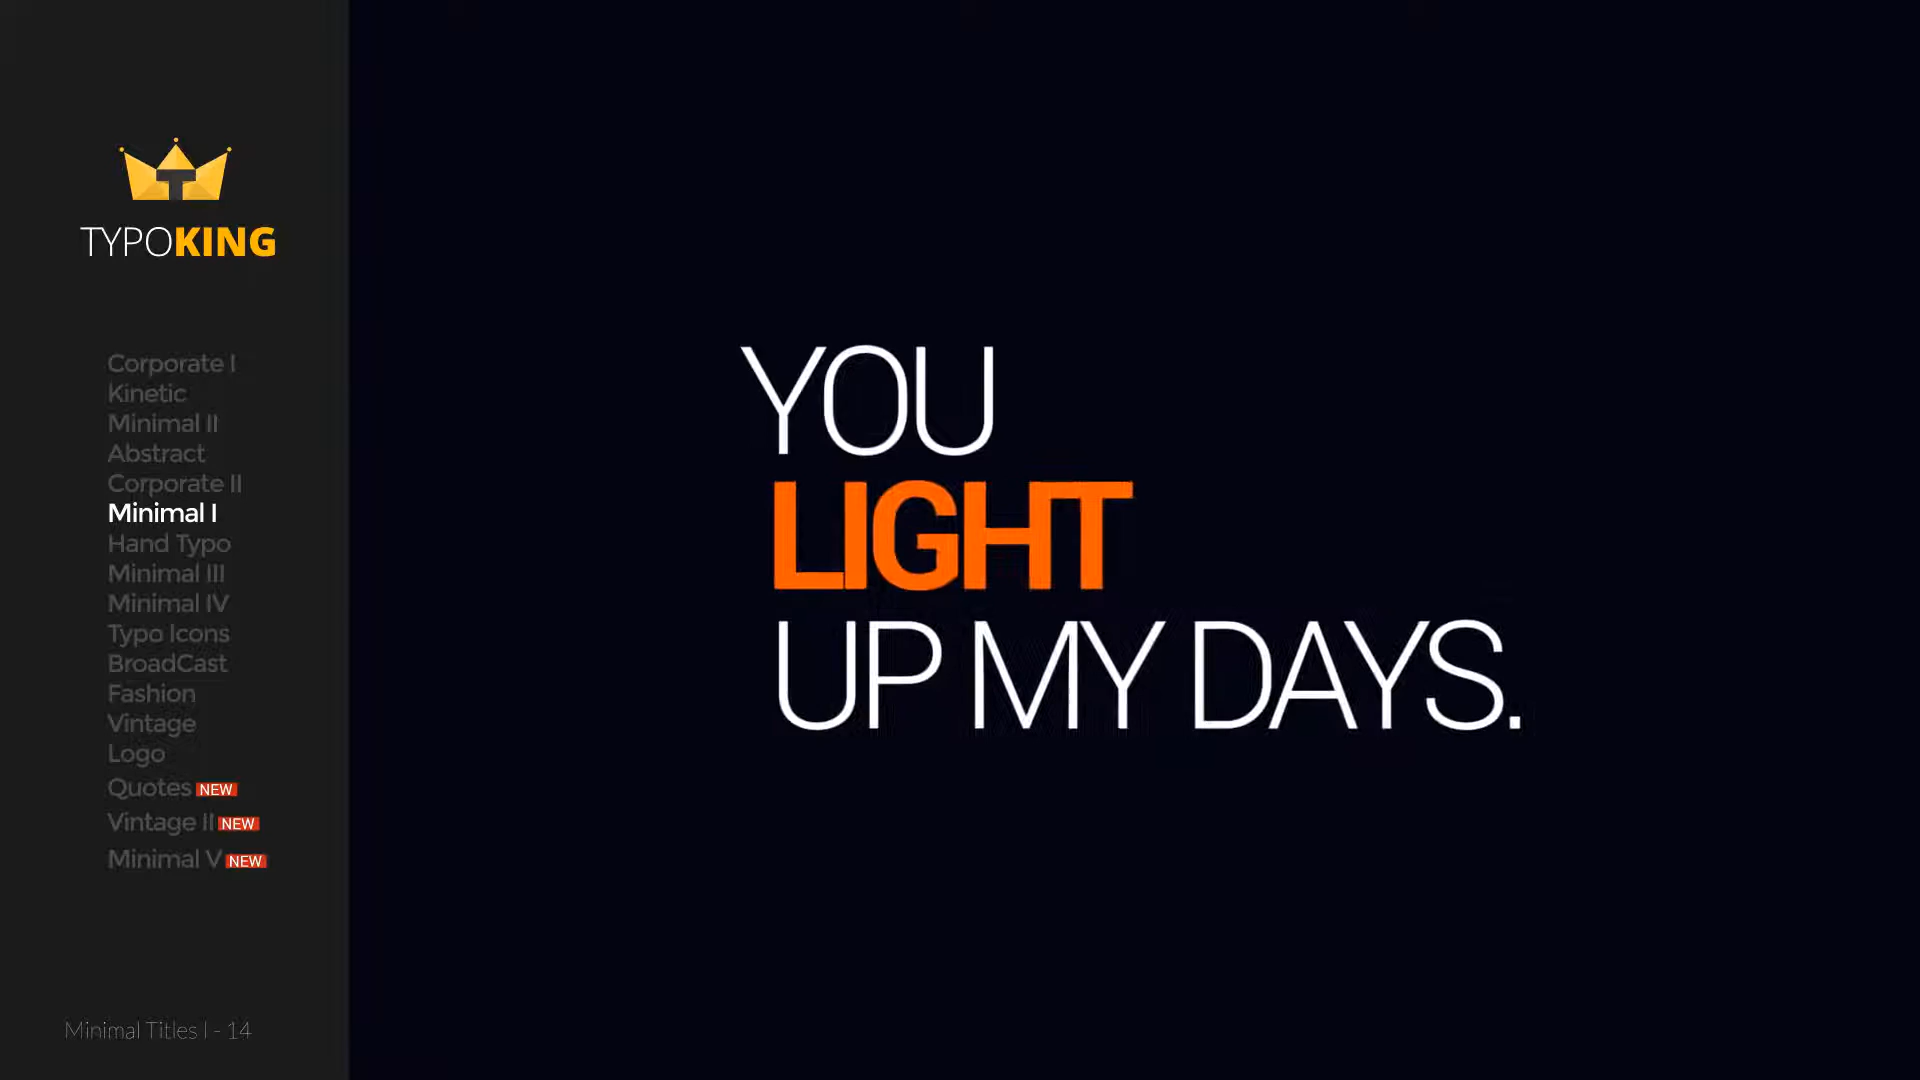 TYPOKING
Corporate I
Kinetic
Minimal II
Abstract
Corporate II
Minimal I
Hand Typo
Minimal III
Minimal IV
Typo Icons
BroadCast
Fashion
Vintage
Logo
Quotes NEW
Vintage II NEW
Minimal V NEW
Minimal Titles I - 14
YOU
LIGHT
UP MY DAYS.